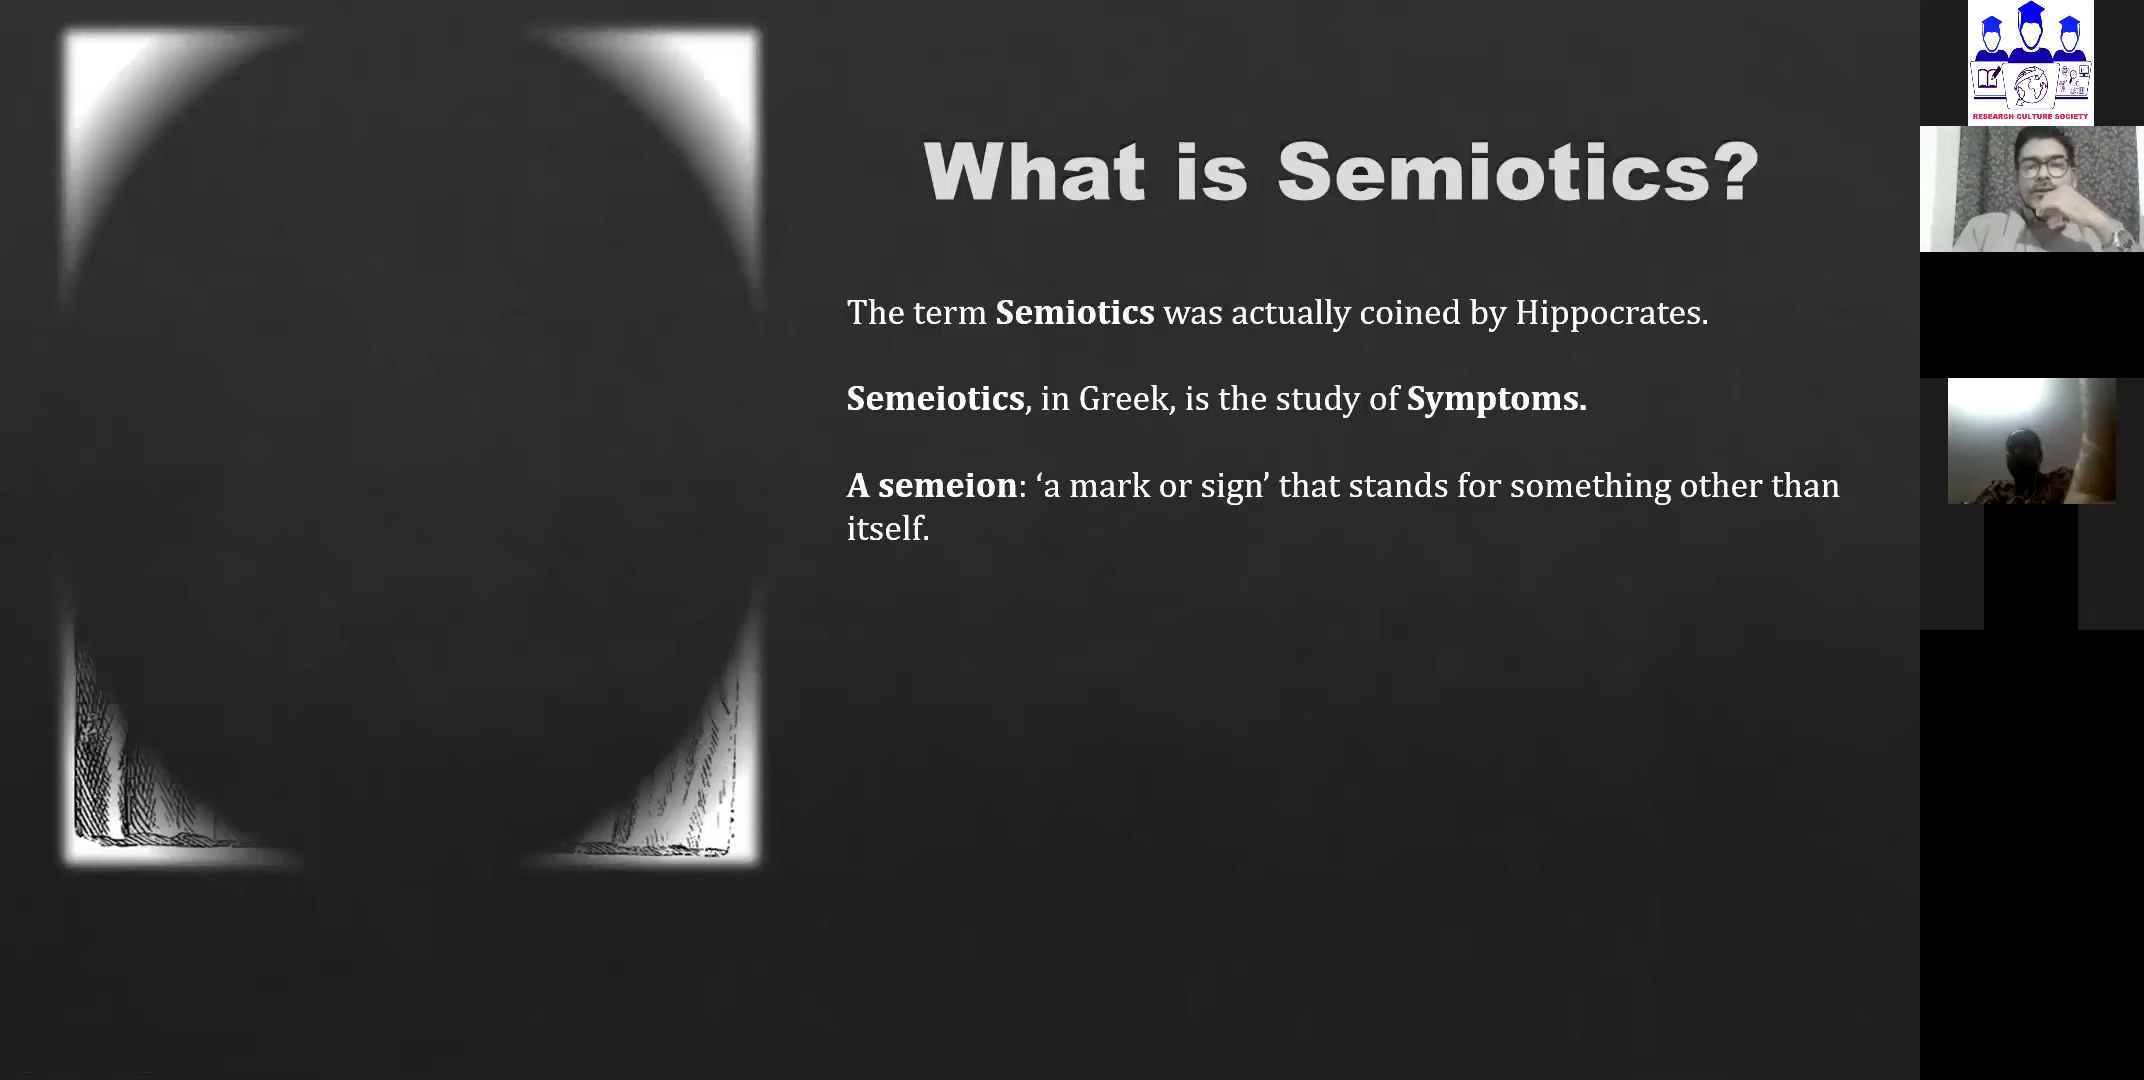 What is Semiotics?
The term Semiotics was actually coined by Hippocrates.
Semeiotics, in Greek, is the study of Symptoms.
A semeion: ‘a mark or sign’ that stands for something other than
itself.
RESEARCH CULTURE SOCIETY